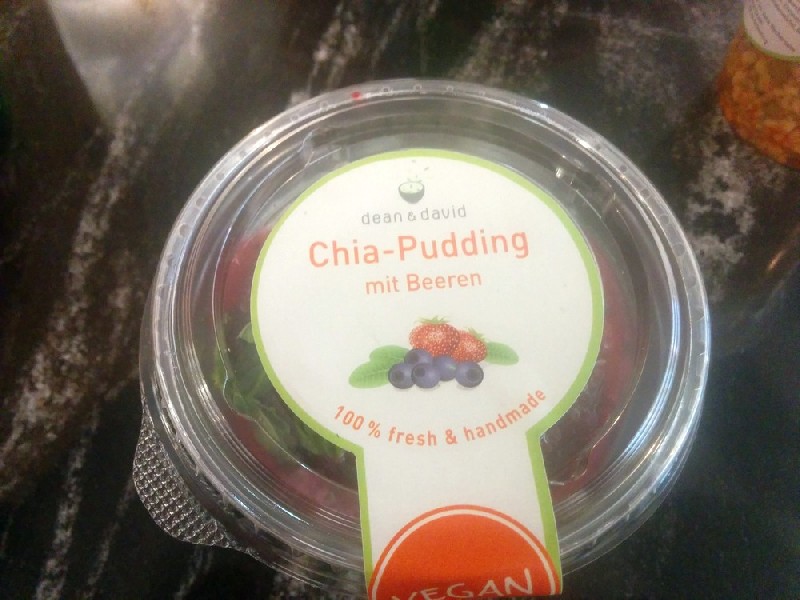 dean & david
Chia-Pudding
mit Beeren
100% fresh & handmade
VEGAN